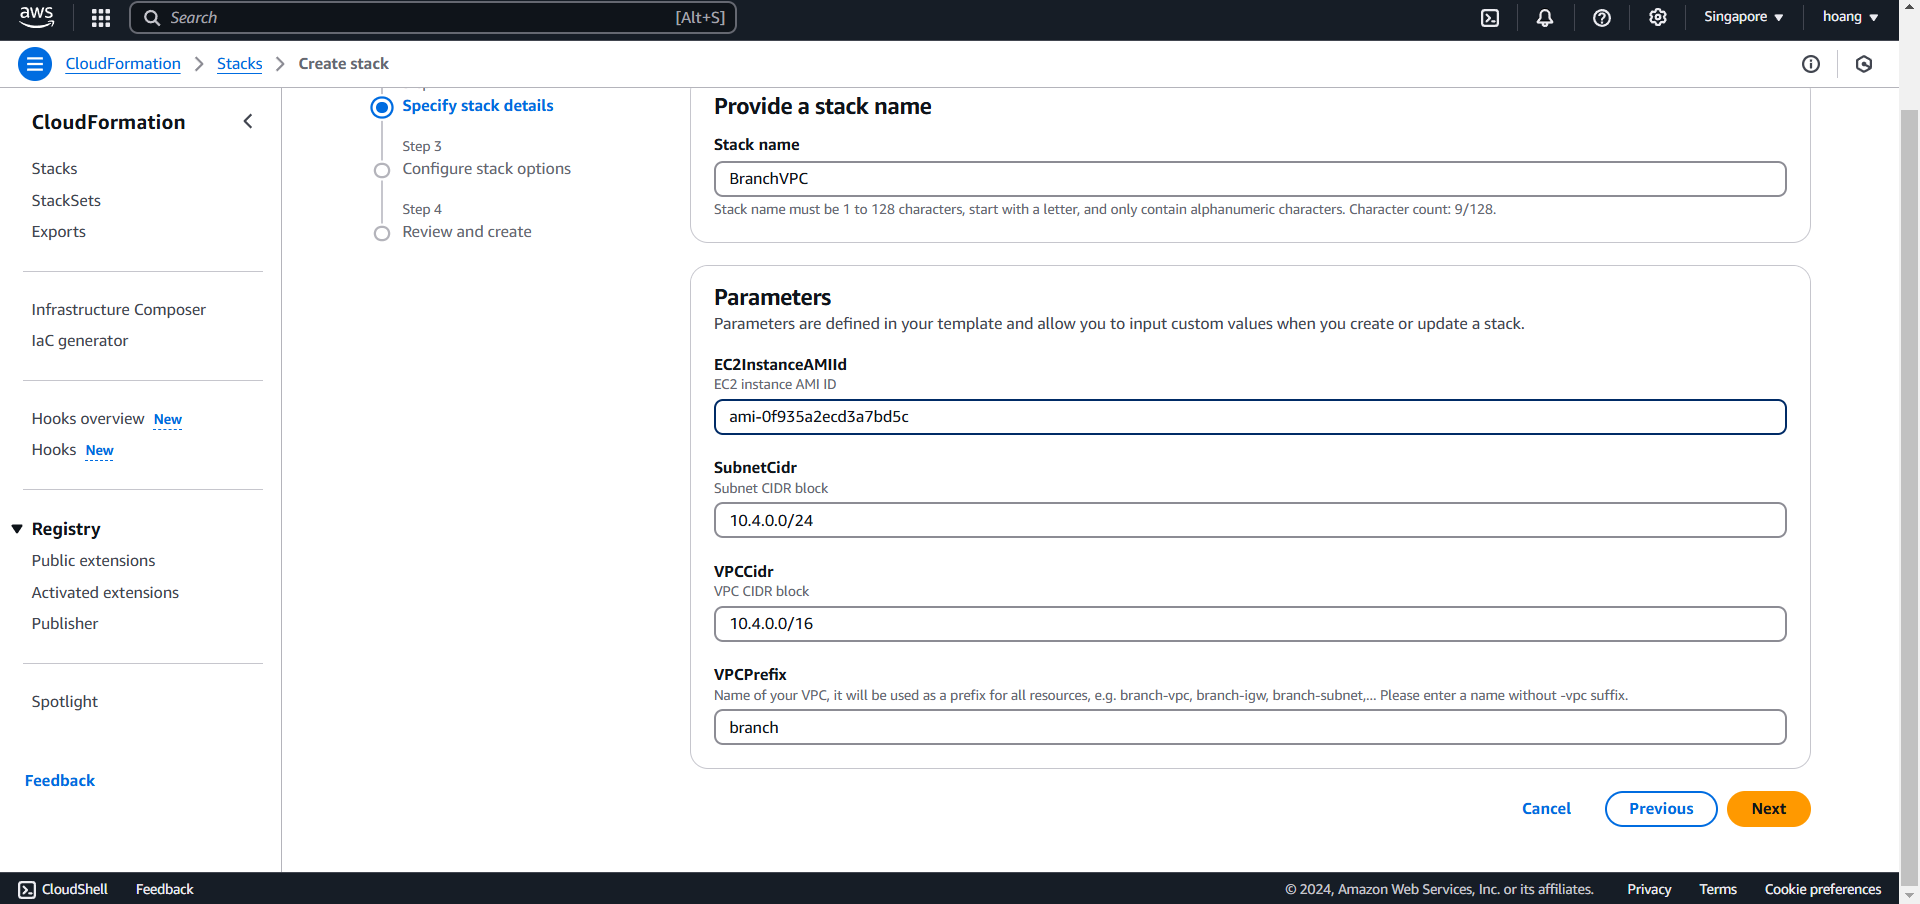 aws
Search
[Alt+S]
Singapore
hoang
CloudFormation
Stacks
Create stack
CloudFormation
Stacks
StackSets
Exports
Infrastructure Composer
IaC generator
Hooks overview New
Hooks New
Registry
Public extensions
Activated extensions
Publisher
Spotlight
Feedback
Specify stack details
Step 3
Configure stack options
Step 4
Review and create
Provide a stack name
Stack name
BranchVPC
Stack name must be 1 to 128 characters, start with a letter, and only contain alphanumeric characters. Character count: 9/128.
Parameters
Parameters are defined in your template and allow you to input custom values when you create or update a stack.
EC2InstanceAMIId
EC2 instance AMI ID
ami-0f935a2ecd3a7bd5c
SubnetCidr
Subnet CIDR block
10.4.0.0/24
VPCCidr
VPC CIDR block
10.4.0.0/16
VPCPrefix
Name of your VPC, it will be used as a prefix for all resources, e.g. branch-vpc, branch-igw, branch-subnet,... Please enter a name without -vpc suffix.
branch
Cancel
Previous
Next
CloudShell
Feedback
© 2024, Amazon Web Services, Inc. or its affiliates.
Privacy
Terms
Cookie preferences